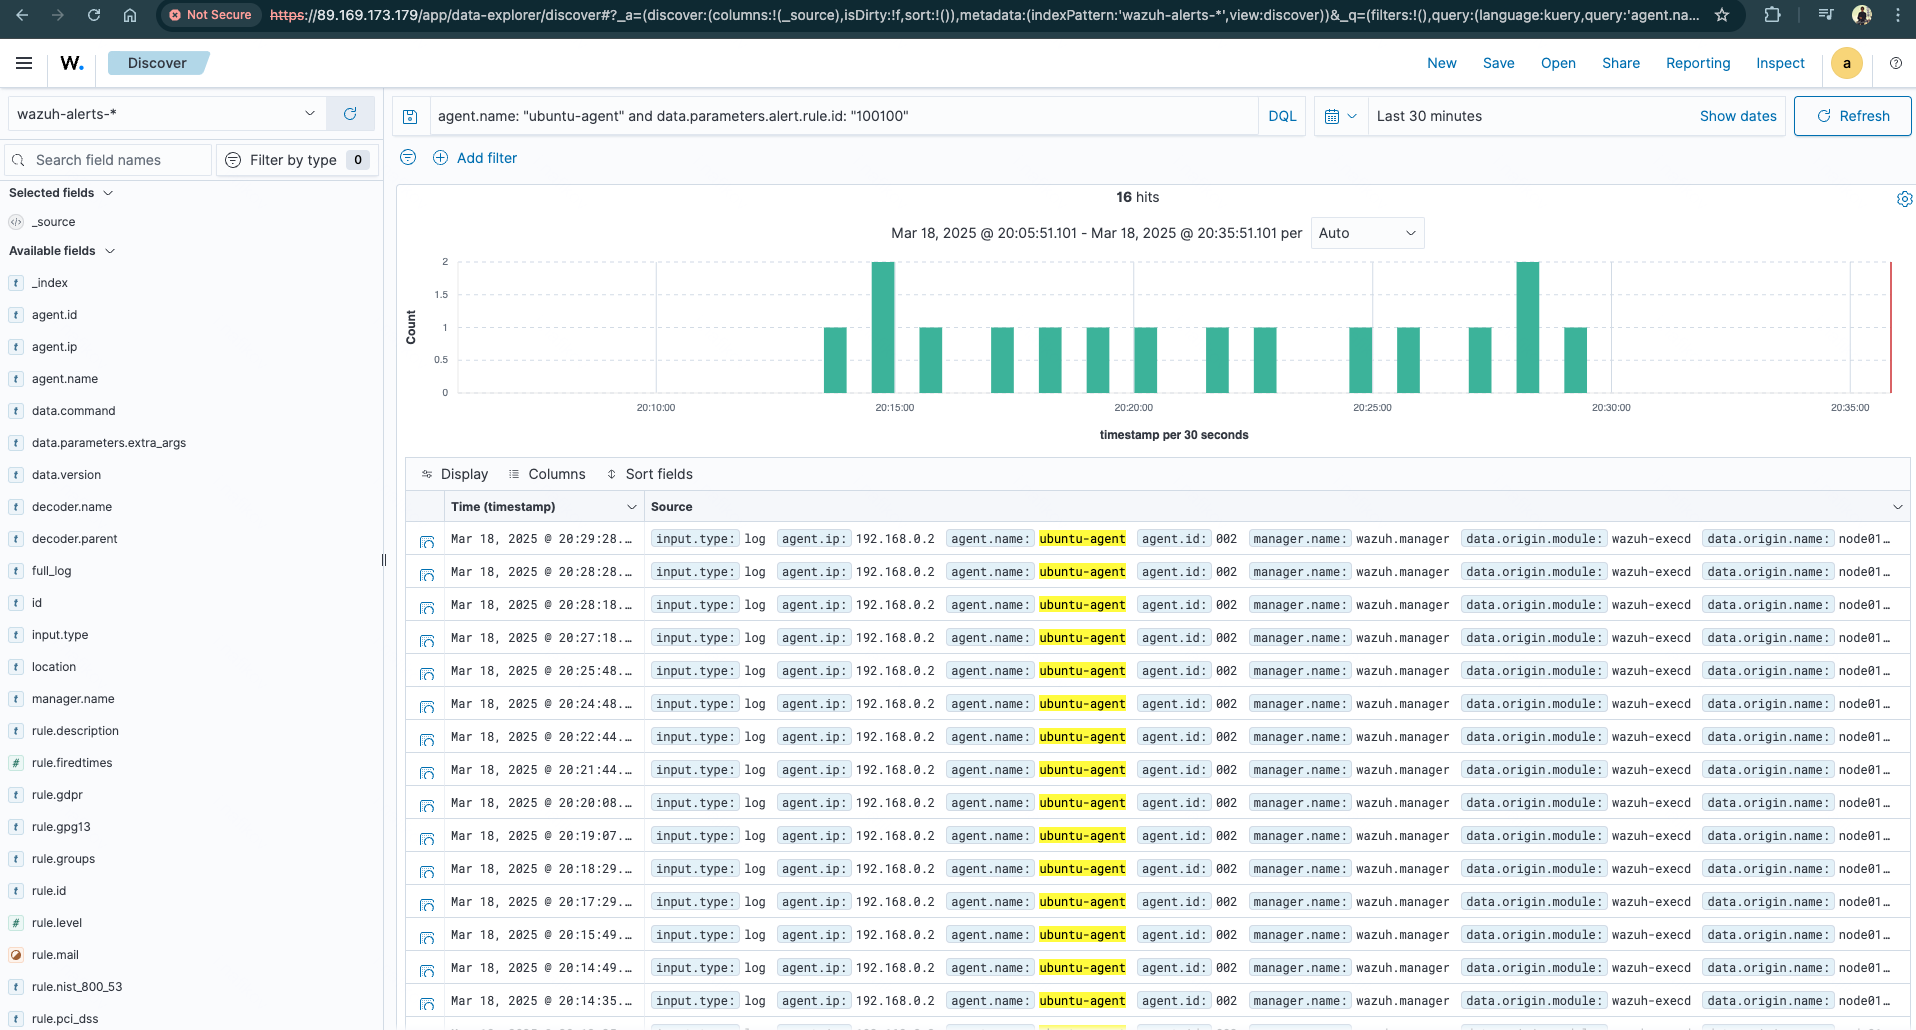 Not Secure https://89.169.173.179/app/data-explorer/discover#?_a=(discover:(columns:!(_source),isDirty:!f,sort:!()),metadata:(indexPattern:'wazuh-alerts-*',view:discover))&_q=(filters:!(),query:(language:kuery,query:'agent.na...
W. Discover New Save Open Share Reporting Inspect a
wazuh-alerts-*
agent.name: "ubuntu-agent" and data.parameters.alert.rule.id: "100100" DQL Last 30 minutes Show dates Refresh
Search field names Filter by type 0
Add filter
Selected fields
_source
Available fields
_index
agent.id
agent.ip
agent.name
data.command
data.parameters.extra_args
data.version
decoder.name
decoder.parent
full_log
id
input.type
location
manager.name
rule.description
rule.firedtimes
rule.gdpr
rule.gpg13
rule.groups
rule.id
rule.level
rule.mail
rule.nist_800_53
rule.pci_dss
16 hits
Mar 18, 2025 @ 20:05:51.101 - Mar 18, 2025 @ 20:35:51.101 per Auto
Count
2
1.5
1
0.5
0
20:10:00 20:15:00 20:20:00 20:25:00 20:30:00 20:35:00
timestamp per 30 seconds
Display Columns Sort fields
Time (timestamp) Source
Mar 18, 2025 @ 20:29:28.... input.type: log agent.ip: 192.168.0.2 agent.name: ubuntu-agent agent.id: 002 manager.name: wazuh.manager data.origin.module: wazuh-execd data.origin.name: node01...
Mar 18, 2025 @ 20:28:28.... input.type: log agent.ip: 192.168.0.2 agent.name: ubuntu-agent agent.id: 002 manager.name: wazuh.manager data.origin.module: wazuh-execd data.origin.name: node01...
Mar 18, 2025 @ 20:28:18.... input.type: log agent.ip: 192.168.0.2 agent.name: ubuntu-agent agent.id: 002 manager.name: wazuh.manager data.origin.module: wazuh-execd data.origin.name: node01...
Mar 18, 2025 @ 20:27:18.... input.type: log agent.ip: 192.168.0.2 agent.name: ubuntu-agent agent.id: 002 manager.name: wazuh.manager data.origin.module: wazuh-execd data.origin.name: node01...
Mar 18, 2025 @ 20:25:48.... input.type: log agent.ip: 192.168.0.2 agent.name: ubuntu-agent agent.id: 002 manager.name: wazuh.manager data.origin.module: wazuh-execd data.origin.name: node01...
Mar 18, 2025 @ 20:24:48.... input.type: log agent.ip: 192.168.0.2 agent.name: ubuntu-agent agent.id: 002 manager.name: wazuh.manager data.origin.module: wazuh-execd data.origin.name: node01...
Mar 18, 2025 @ 20:22:44.... input.type: log agent.ip: 192.168.0.2 agent.name: ubuntu-agent agent.id: 002 manager.name: wazuh.manager data.origin.module: wazuh-execd data.origin.name: node01...
Mar 18, 2025 @ 20:21:44.... input.type: log agent.ip: 192.168.0.2 agent.name: ubuntu-agent agent.id: 002 manager.name: wazuh.manager data.origin.module: wazuh-execd data.origin.name: node01...
Mar 18, 2025 @ 20:20:08.... input.type: log agent.ip: 192.168.0.2 agent.name: ubuntu-agent agent.id: 002 manager.name: wazuh.manager data.origin.module: wazuh-execd data.origin.name: node01...
Mar 18, 2025 @ 20:19:07.... input.type: log agent.ip: 192.168.0.2 agent.name: ubuntu-agent agent.id: 002 manager.name: wazuh.manager data.origin.module: wazuh-execd data.origin.name: node01...
Mar 18, 2025 @ 20:18:29.... input.type: log agent.ip: 192.168.0.2 agent.name: ubuntu-agent agent.id: 002 manager.name: wazuh.manager data.origin.module: wazuh-execd data.origin.name: node01...
Mar 18, 2025 @ 20:17:29.... input.type: log agent.ip: 192.168.0.2 agent.name: ubuntu-agent agent.id: 002 manager.name: wazuh.manager data.origin.module: wazuh-execd data.origin.name: node01...
Mar 18, 2025 @ 20:15:49.... input.type: log agent.ip: 192.168.0.2 agent.name: ubuntu-agent agent.id: 002 manager.name: wazuh.manager data.origin.module: wazuh-execd data.origin.name: node01...
Mar 18, 2025 @ 20:14:49.... input.type: log agent.ip: 192.168.0.2 agent.name: ubuntu-agent agent.id: 002 manager.name: wazuh.manager data.origin.module: wazuh-execd data.origin.name: node01...
Mar 18, 2025 @ 20:14:35.... input.type: log agent.ip: 192.168.0.2 agent.name: ubuntu-agent agent.id: 002 manager.name: wazuh.manager data.origin.module: wazuh-execd data.origin.name: node01...